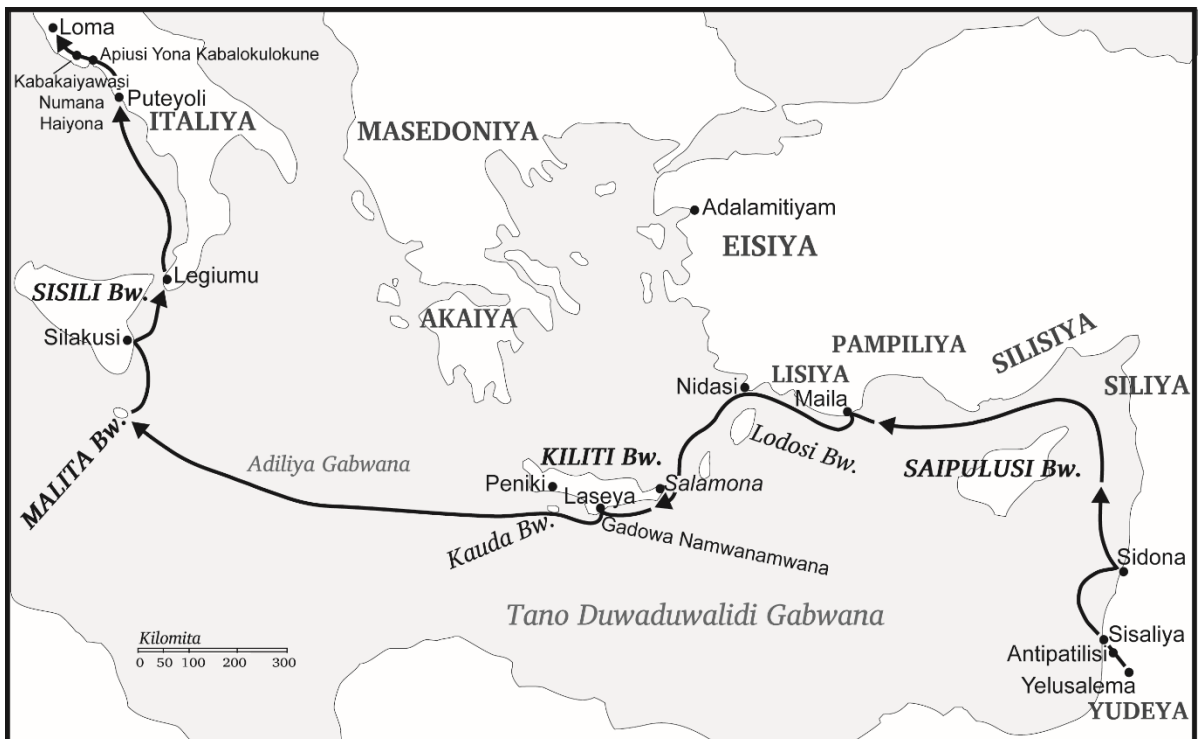 Loma
Apiusi Yona Kabalokulokune
Kabakaiyawasi
Numana
Haiyona
Puteyoli
ITALIYA
MASEDONIYA
Adalamitiyam
EISIYA
Legiumu
SISILI Bw.
AKAIYA
Silakusi
PAMPILIYA
SILISIYA
LISIYA
SILIYA
Nidasi
Maila
MALITA Bw.
Lodosi Bw.
Adiliya Gabwana
KILITI Bw.
SAIPULUSI Bw.
Peniki
Salamona
Laseya
Kauda Bw.
Gadowa Namwanamwana
Sidona
Tano Duwaduwalidi Gabwana
Kilomita
0 50 100 200 300
Sisaliya
Antipatilisi
Yelusalema
YUDEYA